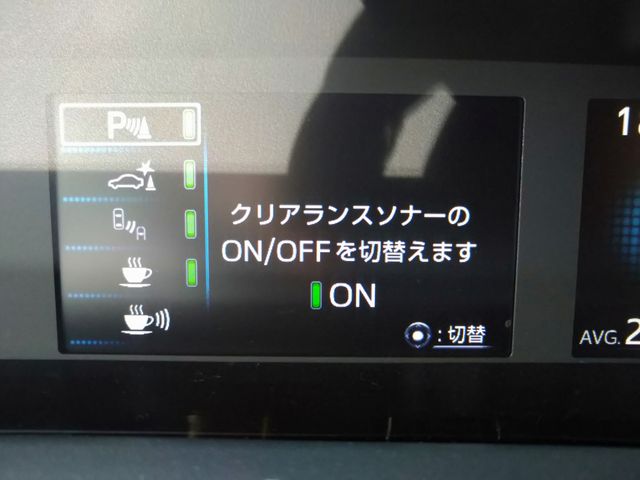 P
クリアランスソナーの
ON/OFFを切替えます
ON
:切替
AVG. 2